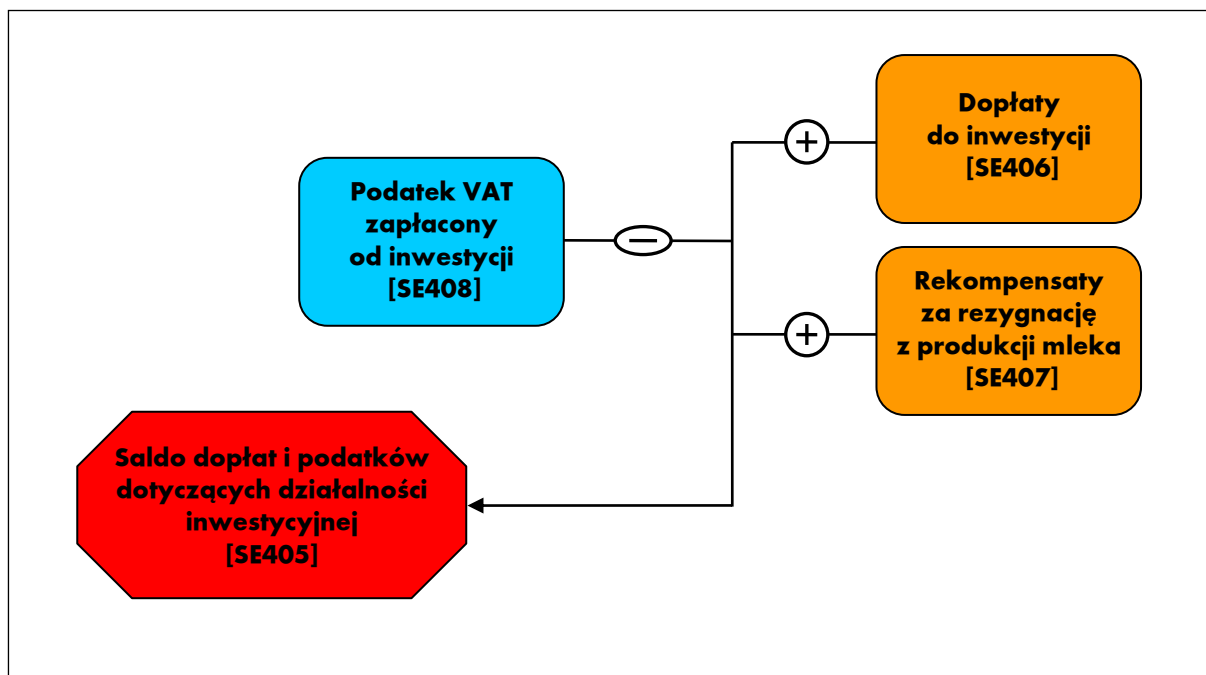 Dopłaty
do inwestycji
[SE406]
+
Podatek VAT
zapłacony
od inwestycji
[SE408]
−
Rekompensaty
za rezygnację
z produkcji mleka
[SE407]
+
Saldo dopłat i podatków
dotyczących działalności
inwestycyjnej
[SE405]